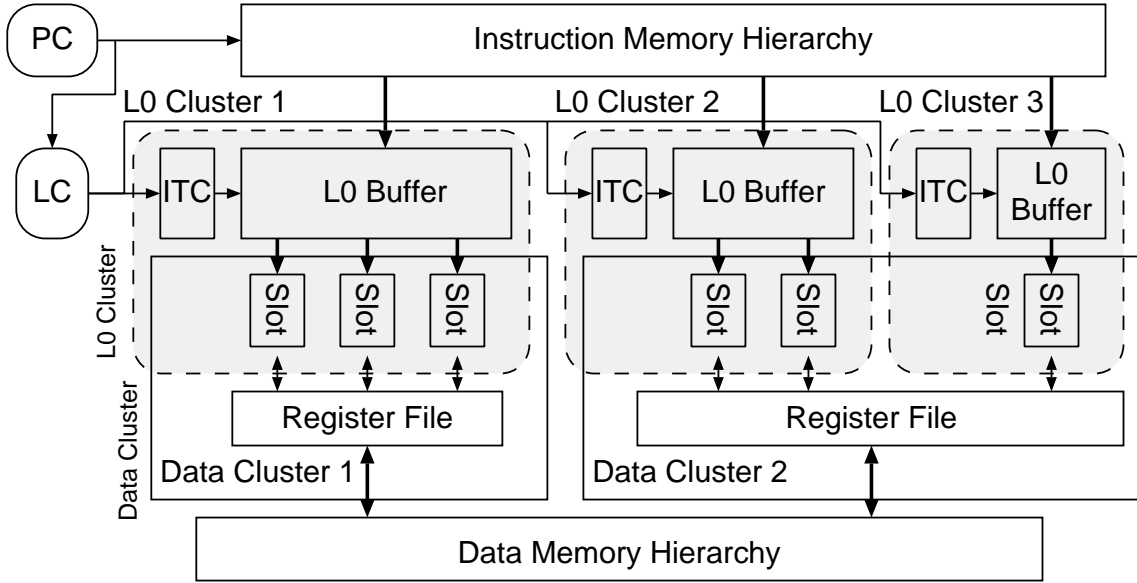 PC
Instruction Memory Hierarchy
L0 Cluster 1
L0 Cluster 2
L0 Cluster 3
LC
ITC
L0 Buffer
ITC
L0 Buffer
ITC
L0
Buffer
L0 Cluster
Slot
Slot
Slot
Slot
Slot
Slot
Slot
Data Cluster
Register File
Register File
Data Cluster 1
Data Cluster 2
Data Memory Hierarchy